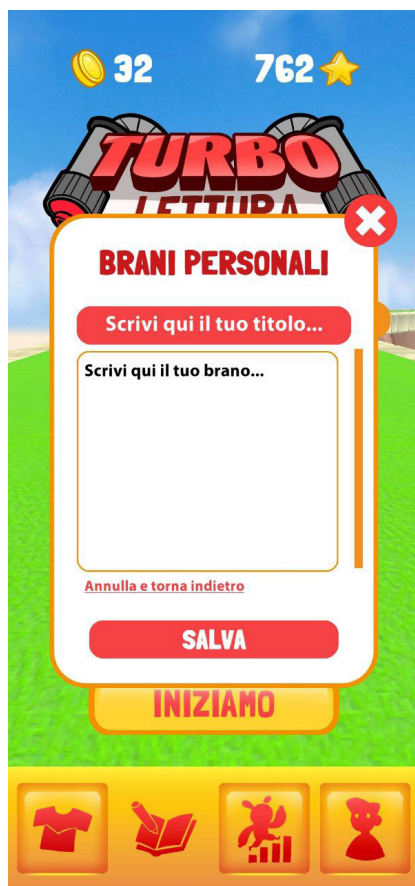 32
762
TURBO
LETTURA
BRANI PERSONALI
Scrivi qui il tuo titolo...
Scrivi qui il tuo brano...
Annulla e torna indietro
SALVA
INIZIAMO